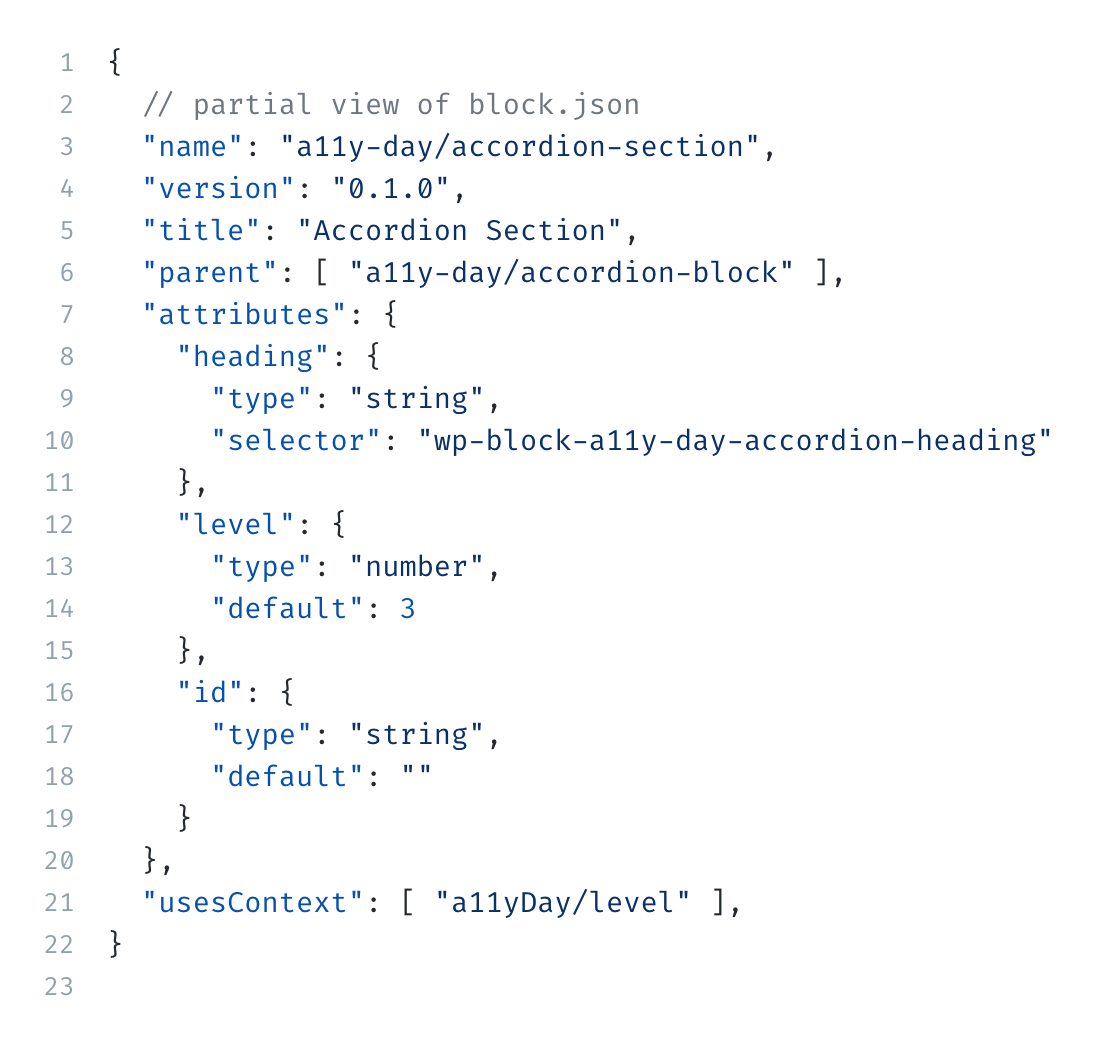 1 {
2   // partial view of block.json
3   "name": "a11y-day/accordion-section",
4   "version": "0.1.0",
5   "title": "Accordion Section",
6   "parent": [ "a11y-day/accordion-block" ],
7   "attributes": {
8     "heading": {
9       "type": "string",
10       "selector": "wp-block-a11y-day-accordion-heading"
11     },
12     "level": {
13       "type": "number",
14       "default": 3
15     },
16     "id": {
17       "type": "string",
18       "default": ""
19     }
20   },
21   "usesContext": [ "a11yDay/level" ],
22 }
23